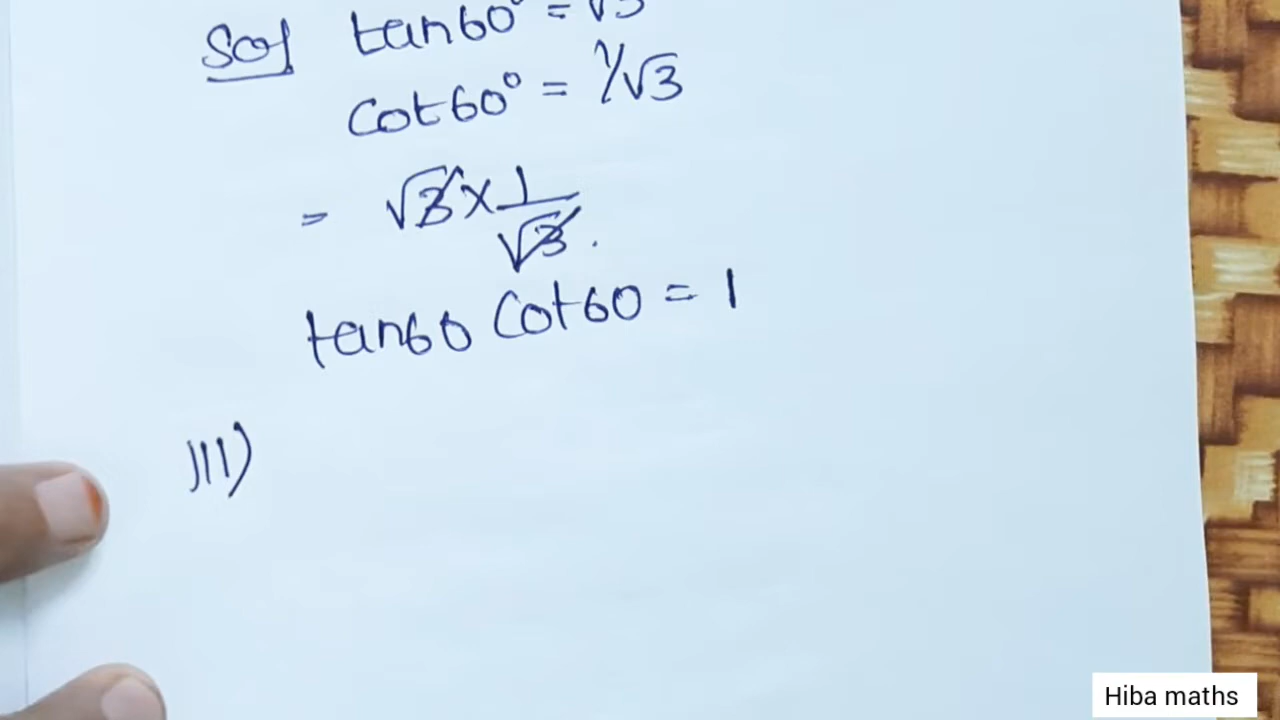 Sol tan60° = √3
Cot60° = 1/√3
= √3 × 1/√3.
tan60 Cot60 = 1
iii)
Hiba maths